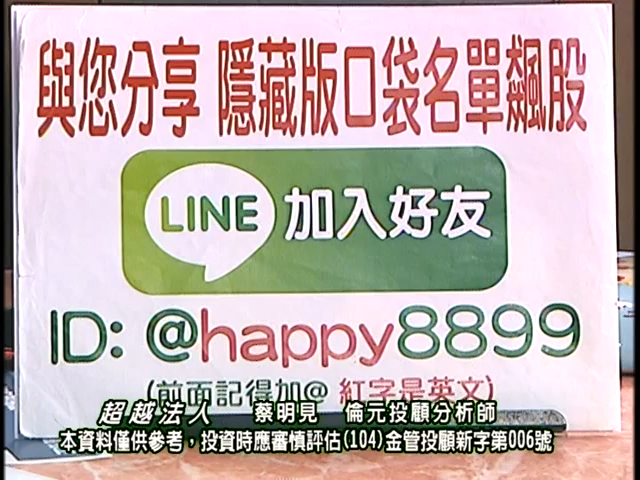 與您分享 隱藏版口袋名單飆股
LINE 加入好友
ID: @happy8899
(前面記得加@ 紅字是英文)
超越法人 蔡明見 倫元投顧分析師
本資料僅供參考，投資時應審慎評估(104)金管投顧新字第006號